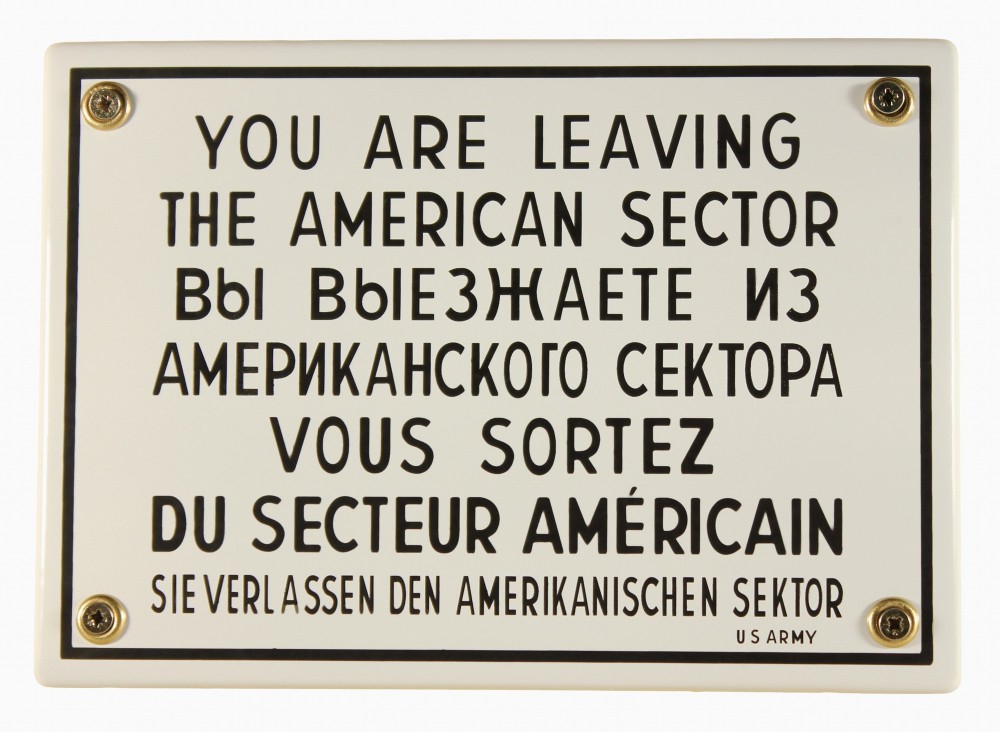 YOU ARE LEAVING
THE AMERICAN SECTOR
ВЫ ВЫЕЗЖАЕТЕ ИЗ
АМЕРИКАНСКОГО СЕКТОРА
VOUS SORTEZ
DU SECTEUR AMÉRICAIN
SIE VERLASSEN DEN AMERIKANISCHEN SEKTOR
US ARMY